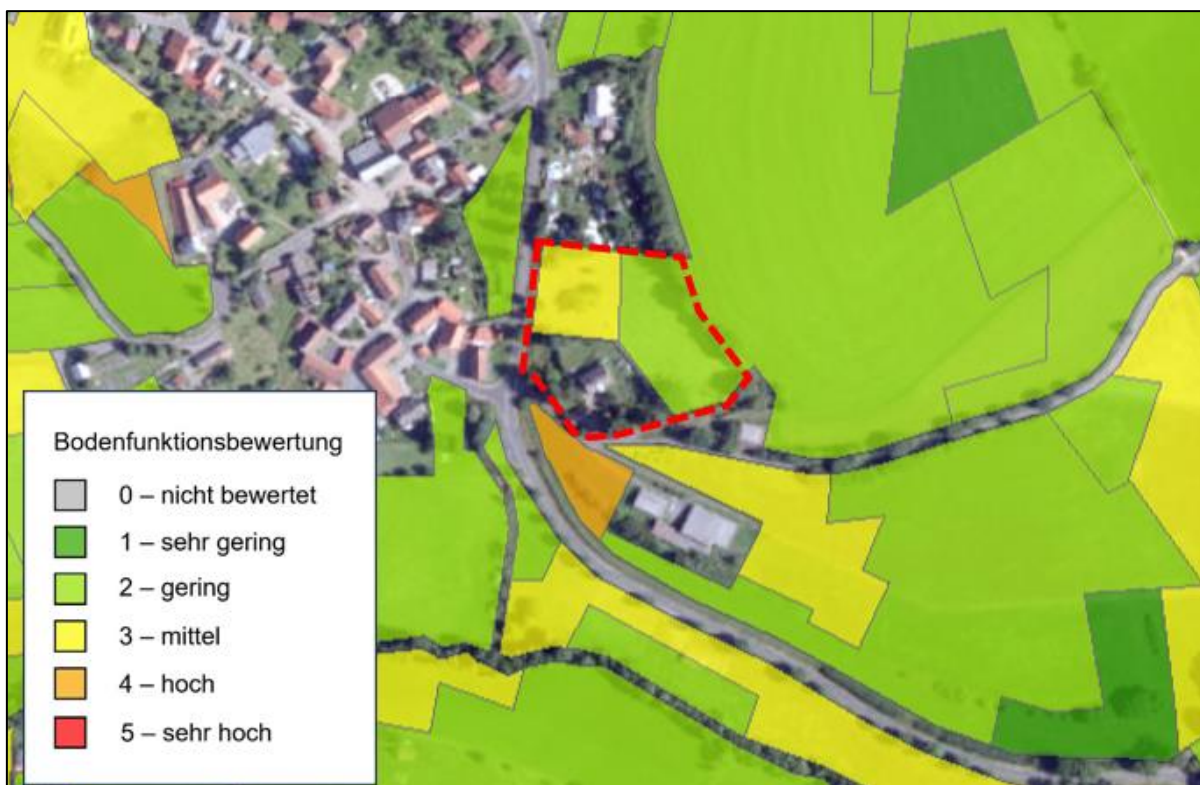 Bodenfunktionsbewertung
0 – nicht bewertet
1 – sehr gering
2 – gering
3 – mittel
4 – hoch
5 – sehr hoch